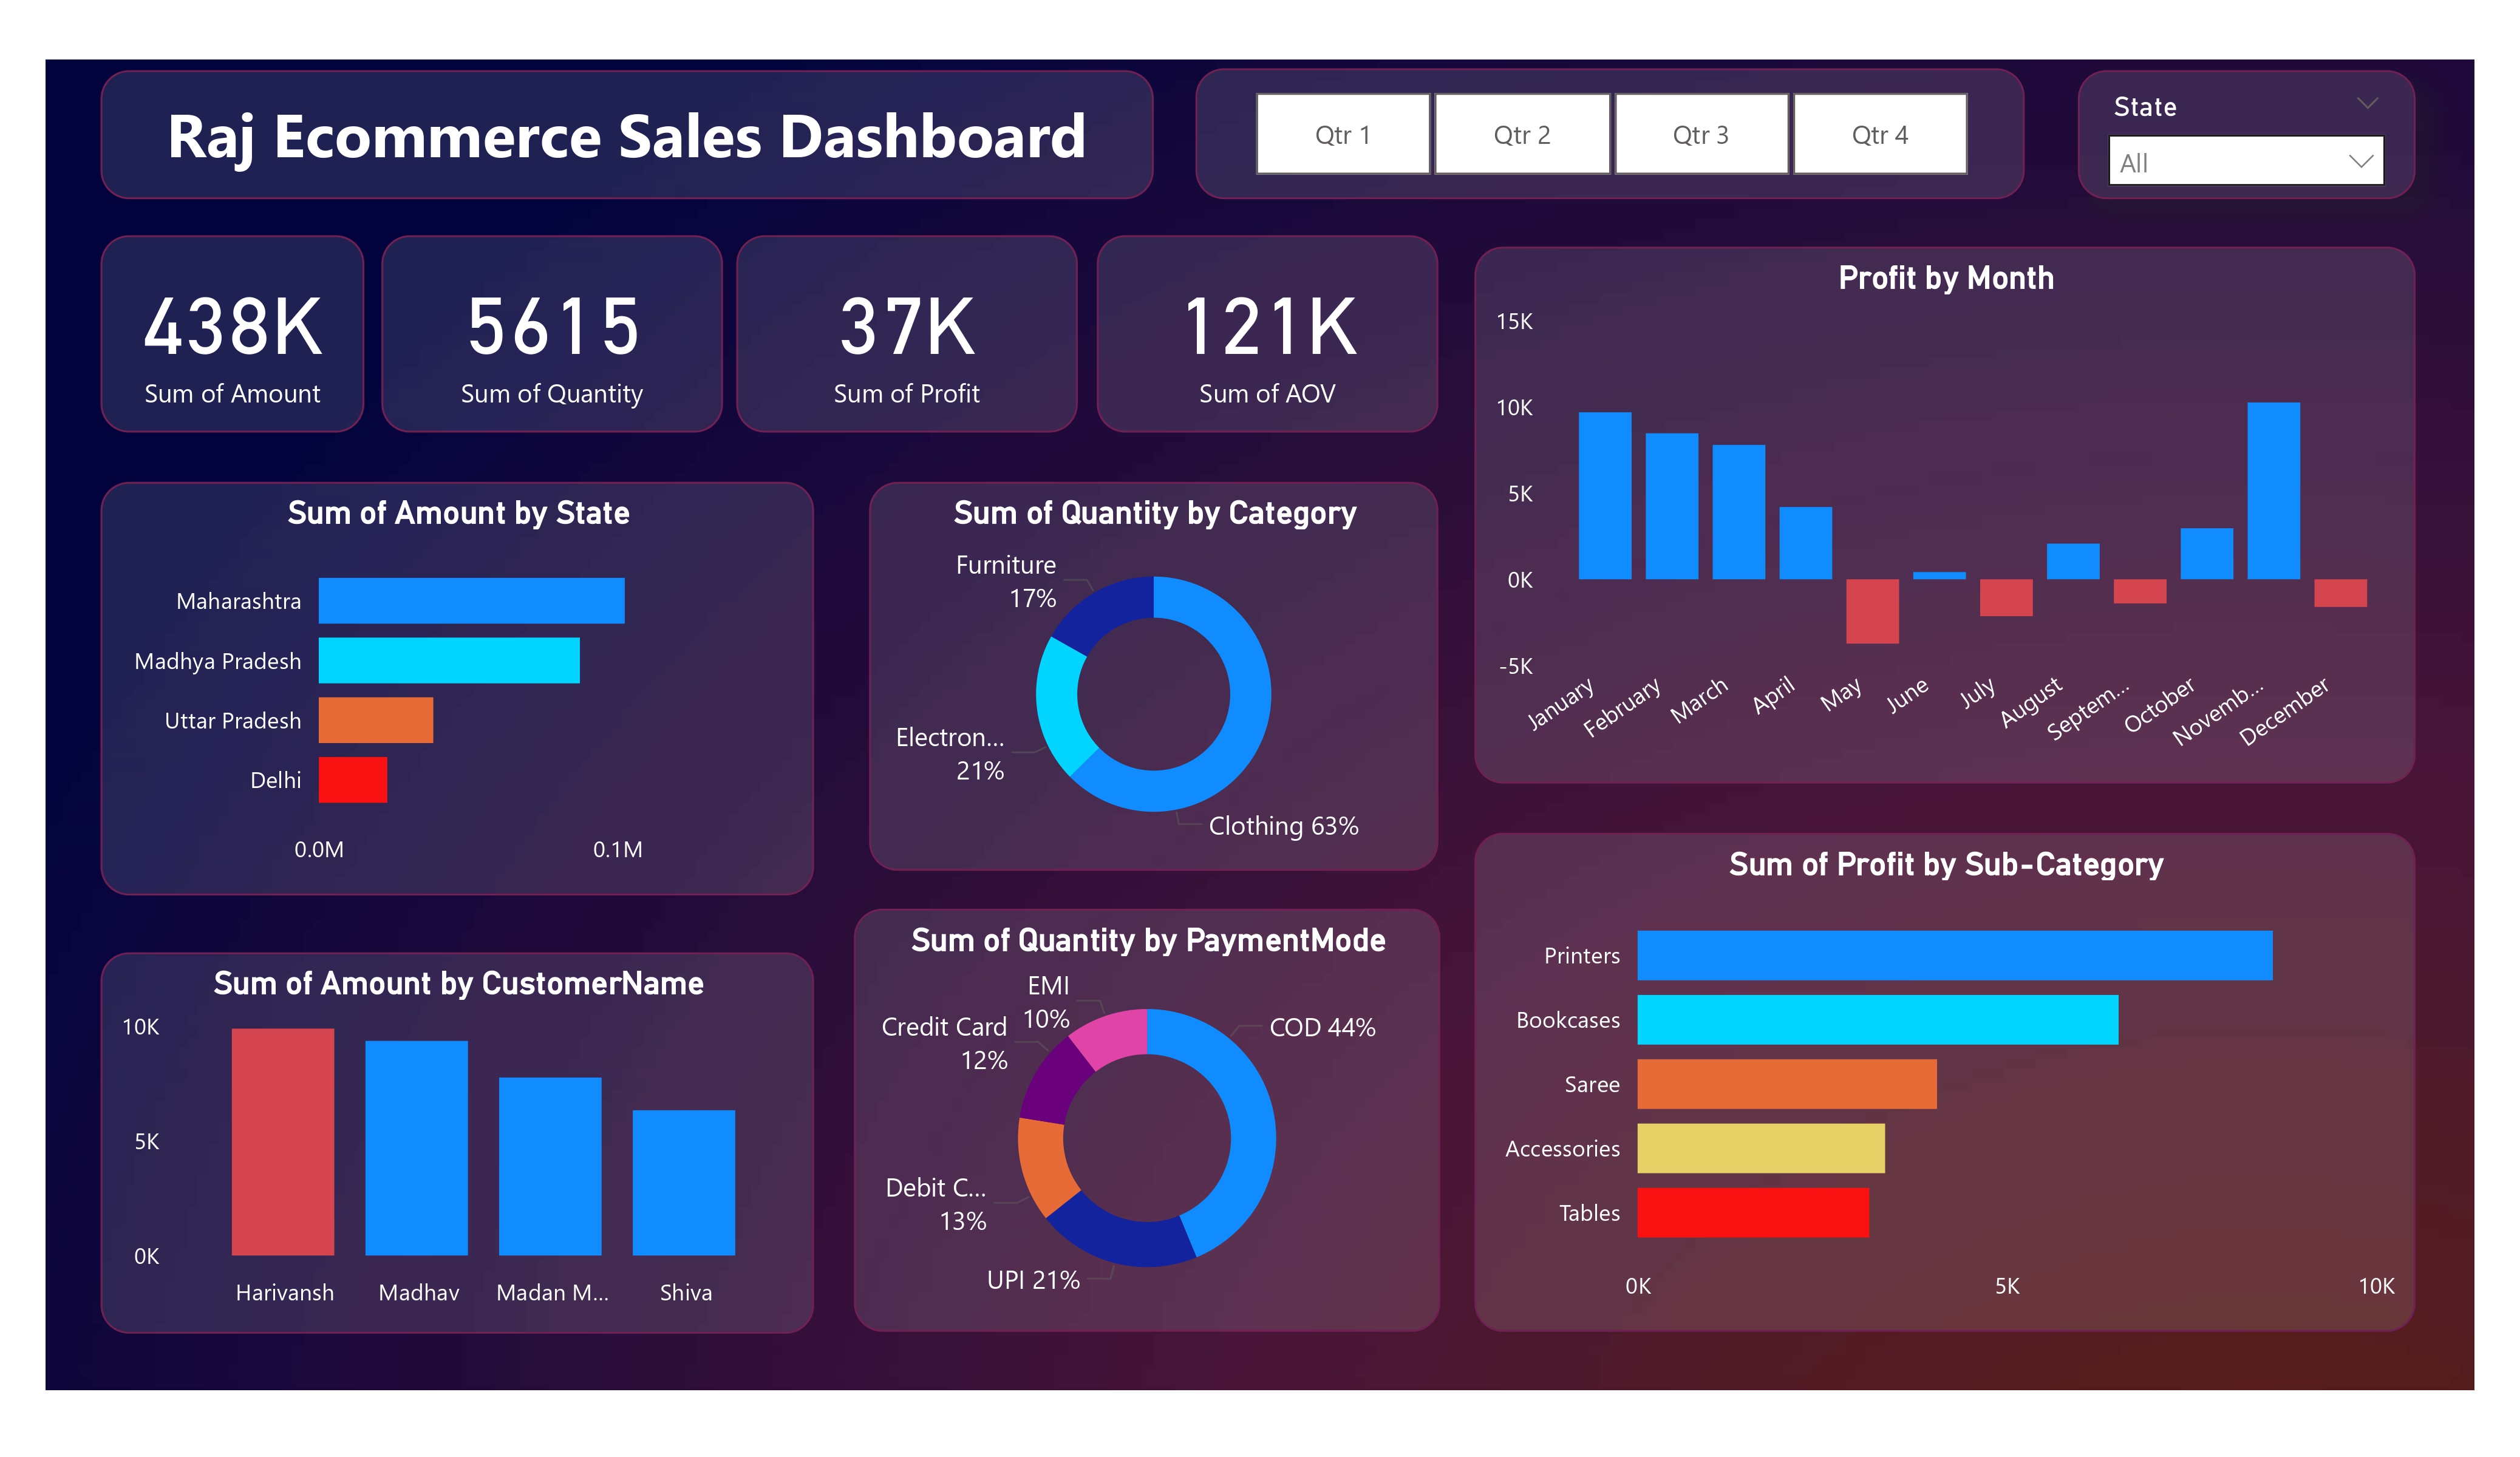 Raj Ecommerce Sales Dashboard
Qtr 1
Qtr 2
Qtr 3
Qtr 4
State
All
438K
Sum of Amount
5615
Sum of Quantity
37K
Sum of Profit
121K
Sum of AOV
Profit by Month
15K
10K
5K
0K
-5K
January
February
March
April
May
June
July
August
Septem...
October
Novemb...
December
Sum of Amount by State
Maharashtra
Madhya Pradesh
Uttar Pradesh
Delhi
0.0M
0.1M
Sum of Quantity by Category
Furniture
17%
Electron...
21%
Clothing 63%
Sum of Amount by CustomerName
10K
5K
0K
Harivansh
Madhav
Madan M...
Shiva
Sum of Quantity by PaymentMode
EMI
10%
Credit Card
12%
COD 44%
Debit C...
13%
UPI 21%
Sum of Profit by Sub-Category
Printers
Bookcases
Saree
Accessories
Tables
0K
5K
10K